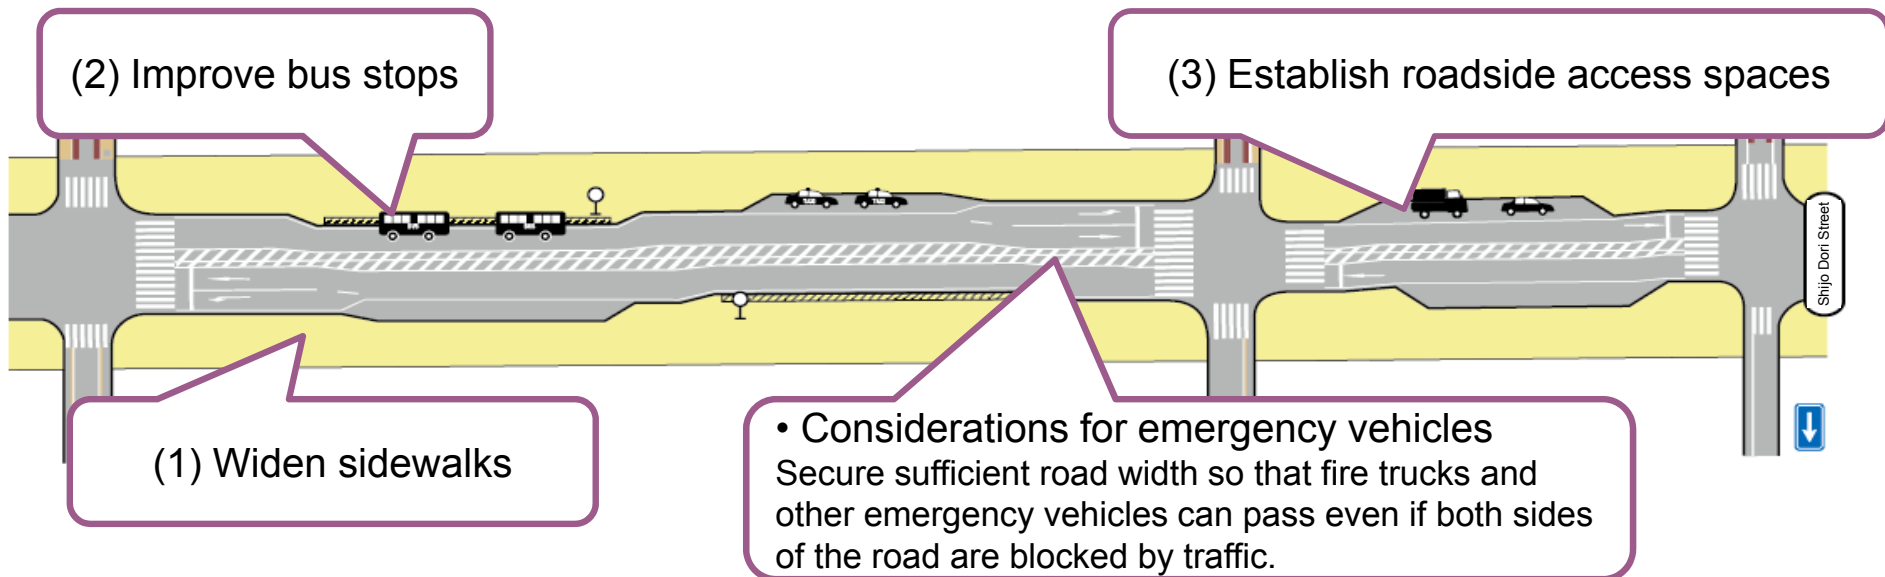 (2) Improve bus stops
(3) Establish roadside access spaces
Shijo Dori Street
(1) Widen sidewalks
• Considerations for emergency vehicles
Secure sufficient road width so that fire trucks and
other emergency vehicles can pass even if both sides
of the road are blocked by traffic.